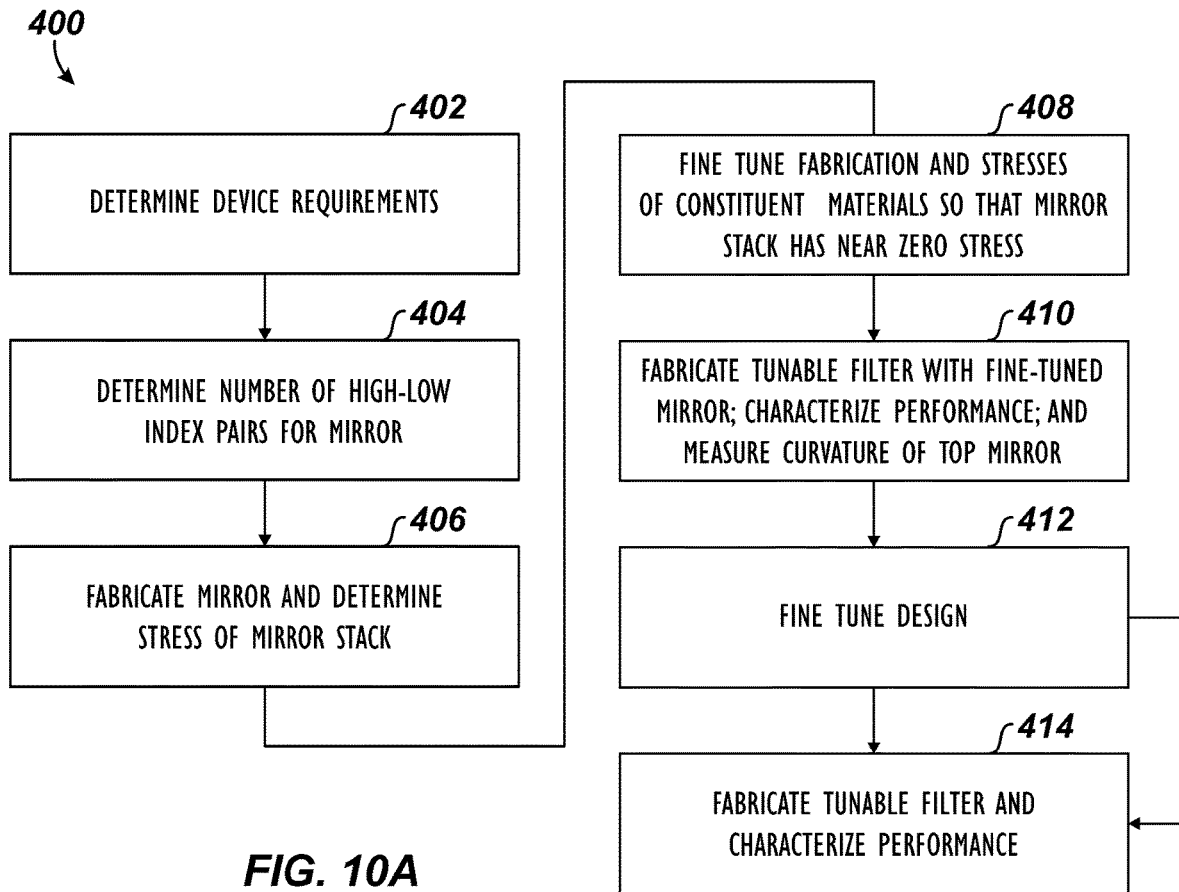 400
402
DETERMINE DEVICE REQUIREMENTS
404
DETERMINE NUMBER OF HIGH-LOW
INDEX PAIRS FOR MIRROR
406
FABRICATE MIRROR AND DETERMINE
STRESS OF MIRROR STACK
408
FINE TUNE FABRICATION AND STRESSES
OF CONSTITUENT MATERIALS SO THAT MIRROR
STACK HAS NEAR ZERO STRESS
410
FABRICATE TUNABLE FILTER WITH FINE-TUNED
MIRROR; CHARACTERIZE PERFORMANCE; AND
MEASURE CURVATURE OF TOP MIRROR
412
FINE TUNE DESIGN
414
FABRICATE TUNABLE FILTER AND
CHARACTERIZE PERFORMANCE
FIG. 10A